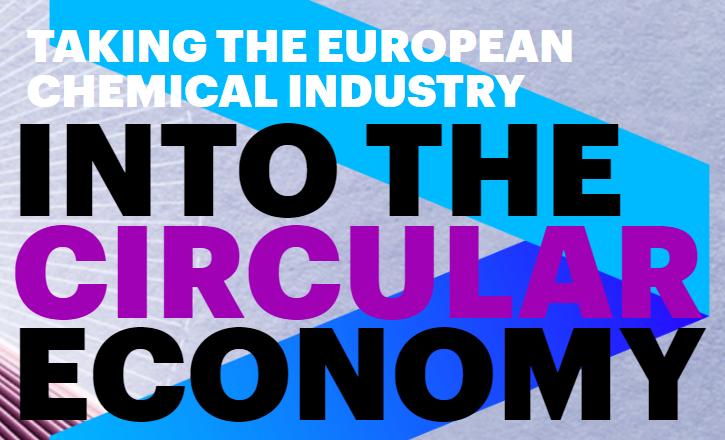 TAKING THE EUROPEAN
CHEMICAL INDUSTRY
INTO THE
CIRCULAR
ECONOMY